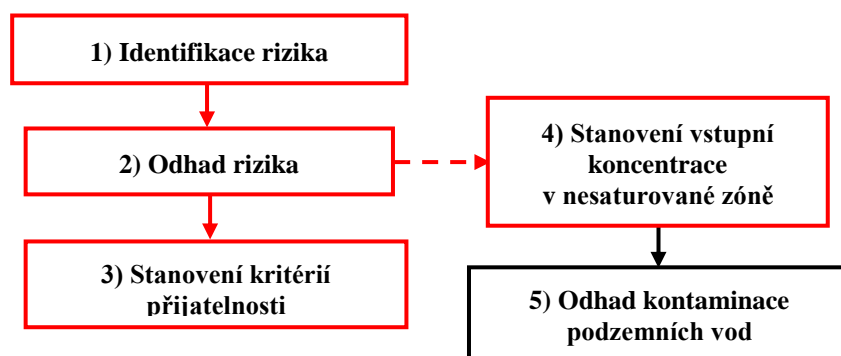 1) Identifikace rizika
2) Odhad rizika
3) Stanovení kritérií
přijatelnosti
4) Stanovení vstupní
koncentrace
v nesaturované zóně
5) Odhad kontaminace
podzemních vod